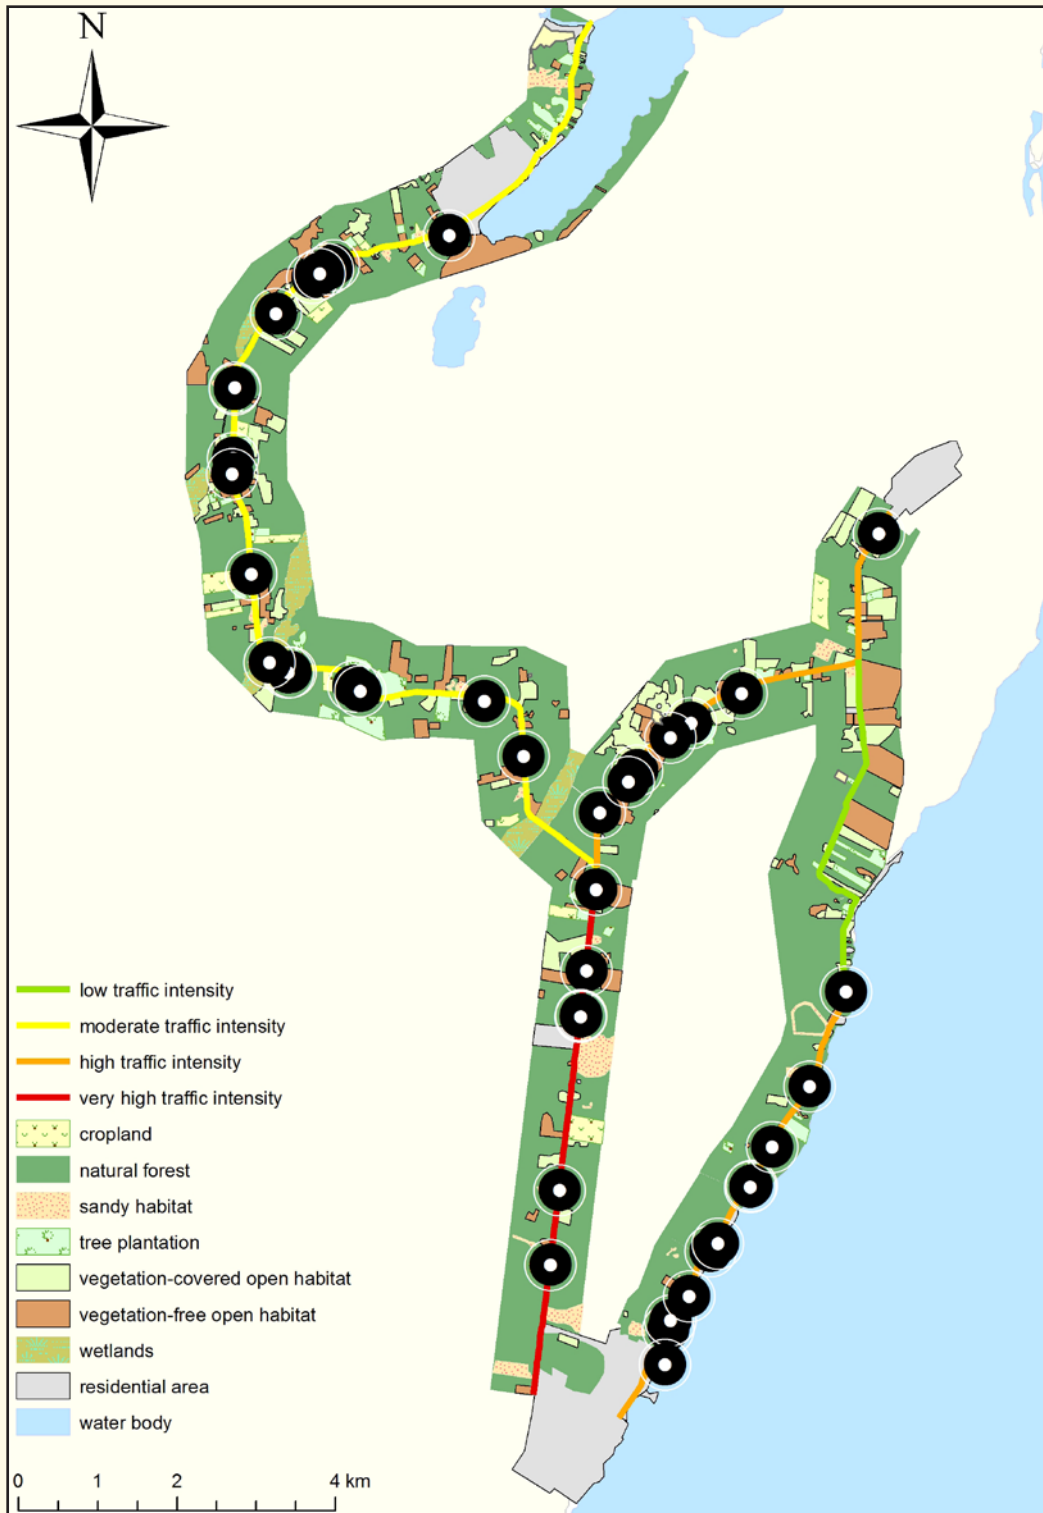 N
low traffic intensity
moderate traffic intensity
high traffic intensity
very high traffic intensity
cropland
natural forest
sandy habitat
tree plantation
vegetation-covered open habitat
vegetation-free open habitat
wetlands
residential area
water body
0 1 2 4 km